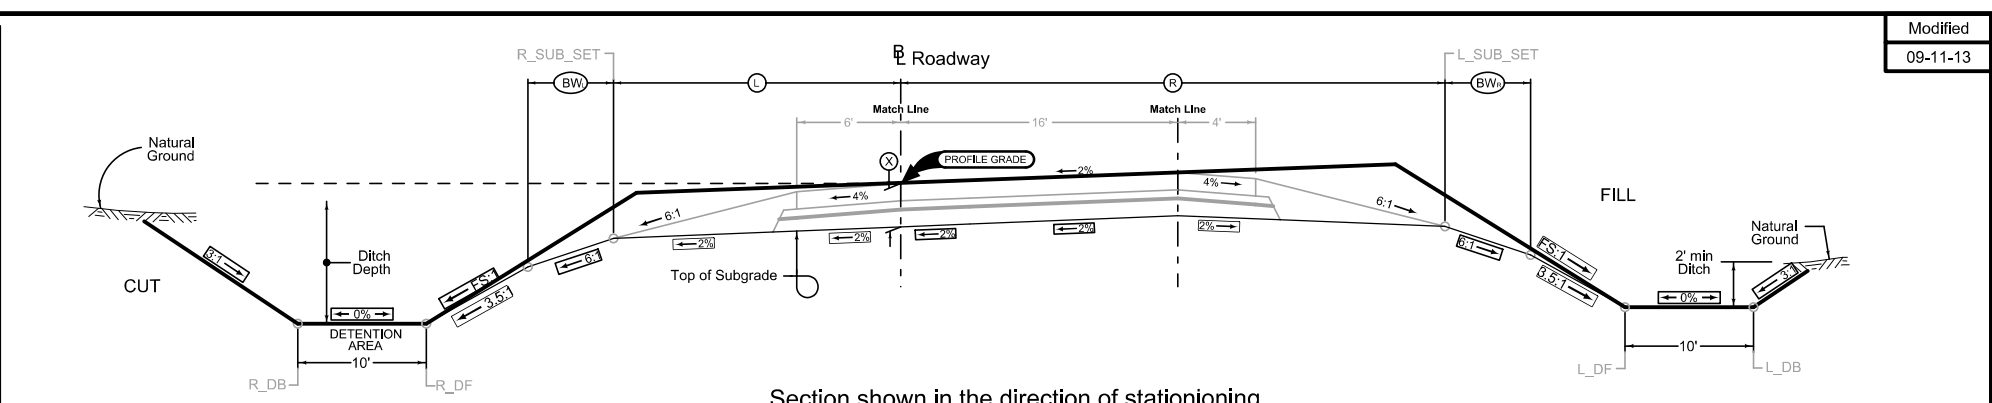 Modified
09-11-13
R_SUB_SET
BL Roadway
L_SUB_SET
BWL
L
R
BWR
Match Line
Match Line
6'
16'
4'
Natural
Ground
X
PROFILE GRADE
2%
4%
4%
FILL
6:1
6:1
Natural
Ground
3:1
Ditch
Depth
CUT
2%
2%
2%
2%
2%
6:1
6:1
Top of Subgrade
FS:1
3.5:1
FS:1
3.5:1
2' min
Ditch
3:1
0%
0%
DETENTION
AREA
10'
10'
R_DB
R_DF
L_DF
L_DB
Section shown in the direction of stationioning